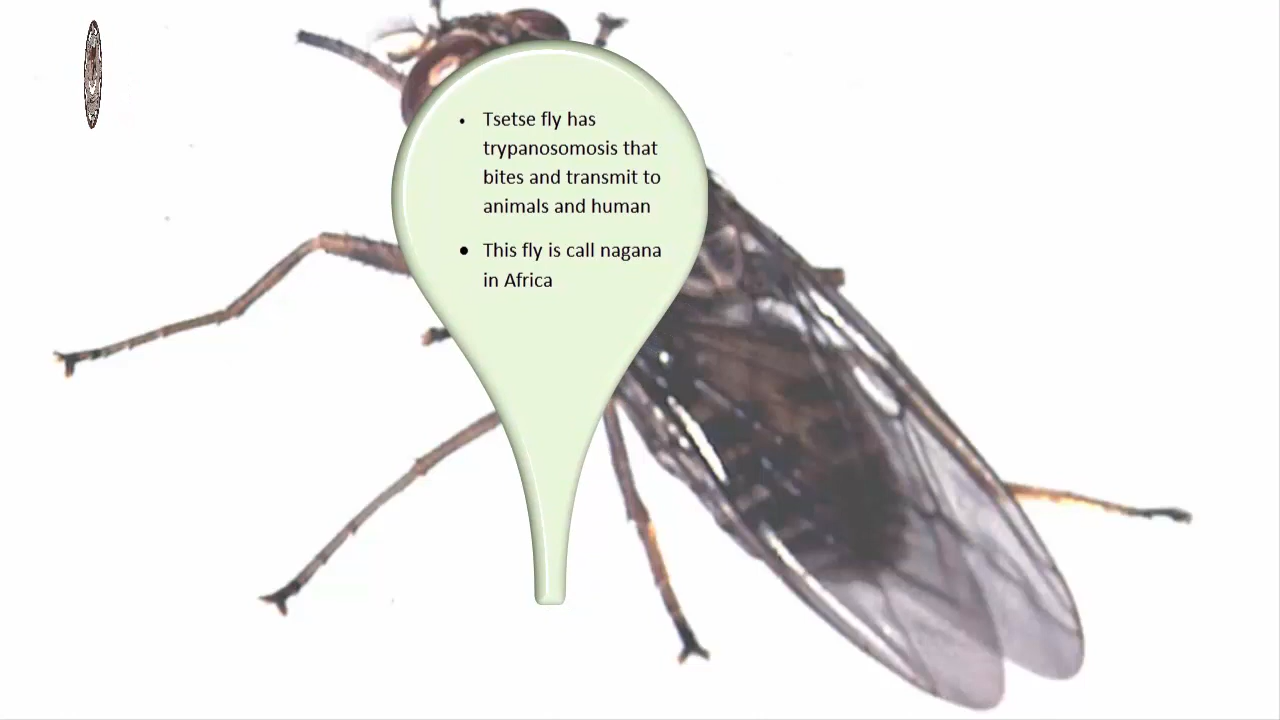 • Tsetse fly has
trypanosomosis that
bites and transmit to
animals and human
• This fly is call nagana
in Africa